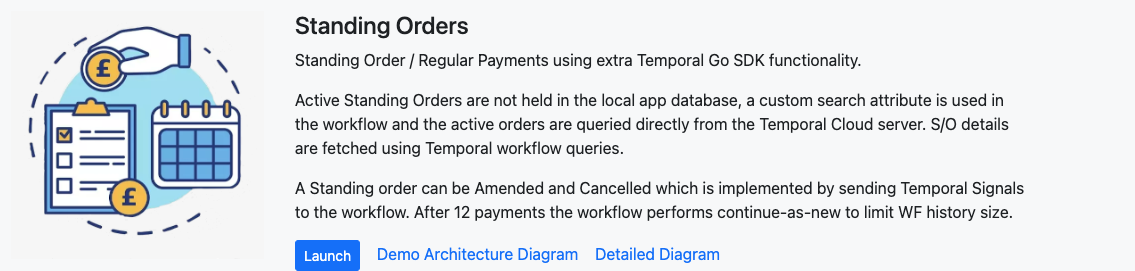 Standing Orders
Standing Order / Regular Payments using extra Temporal Go SDK functionality.
Active Standing Orders are not held in the local app database, a custom search attribute is used in
the workflow and the active orders are queried directly from the Temporal Cloud server. S/O details
are fetched using Temporal workflow queries.
A Standing order can be Amended and Cancelled which is implemented by sending Temporal Signals
to the workflow. After 12 payments the workflow performs continue-as-new to limit WF history size.
Launch Demo Architecture Diagram Detailed Diagram
£
£